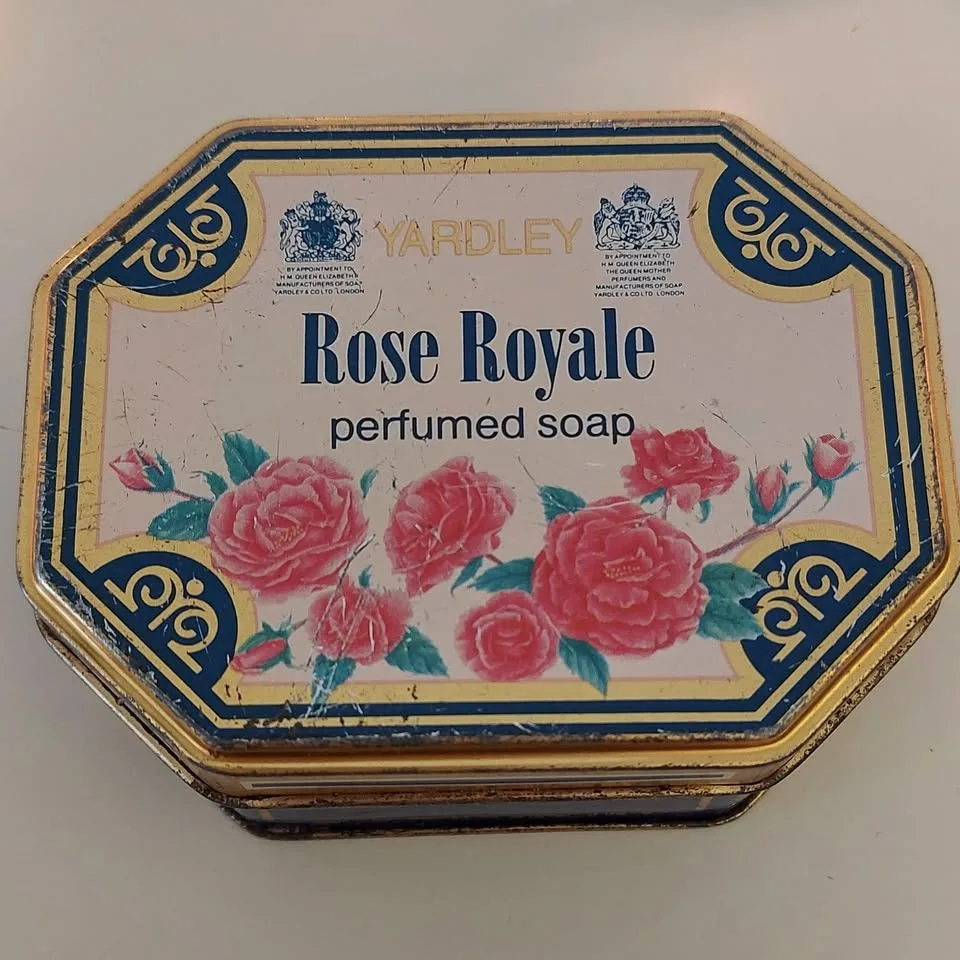 YARDLEY
BY APPOINTMENT TO
H M QUEEN ELIZABETH II
MANUFACTURERS OF SOAP
YARDLEY & CO LTD LONDON
BY APPOINTMENT TO
H M QUEEN ELIZABETH
THE QUEEN MOTHER
PERFUMERS AND
MANUFACTURERS OF SOAP
YARDLEY & CO LTD LONDON
Rose Royale
perfumed soap